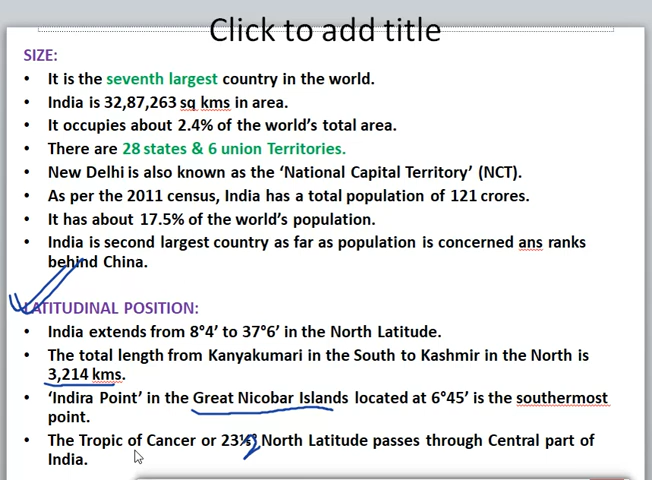 Click to add title
SIZE:
• It is the seventh largest country in the world.
• India is 32,87,263 sq kms in area.
• It occupies about 2.4% of the world's total area.
• There are 28 states & 6 union Territories.
• New Delhi is also known as the 'National Capital Territory' (NCT).
• As per the 2011 census, India has a total population of 121 crores.
• It has about 17.5% of the world's population.
• India is second largest country as far as population is concerned ans ranks
behind China.
LATITUDINAL POSITION:
• India extends from 8°4' to 37°6' in the North Latitude.
• The total length from Kanyakumari in the South to Kashmir in the North is
3,214 kms.
• 'Indira Point' in the Great Nicobar Islands located at 6°45' is the southermost
point.
• The Tropic of Cancer or 23½° North Latitude passes through Central part of
India.